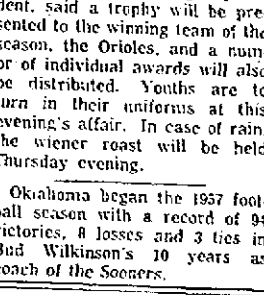 dent, said a trophy will be pre-
sented to the winning team of the
season, the Orioles, and a num-
or of individual awards will also
be distributed. Youths are to
turn in their uniforms at this
evening's affair. In case of rain,
the wiener roast will be held
Thursday evening.
Oklahoma began the 1957 foot-
ball season with a record of 94
victories, 8 losses and 3 ties in
Bud Wilkinson's 10 years as
coach of the Sooners.